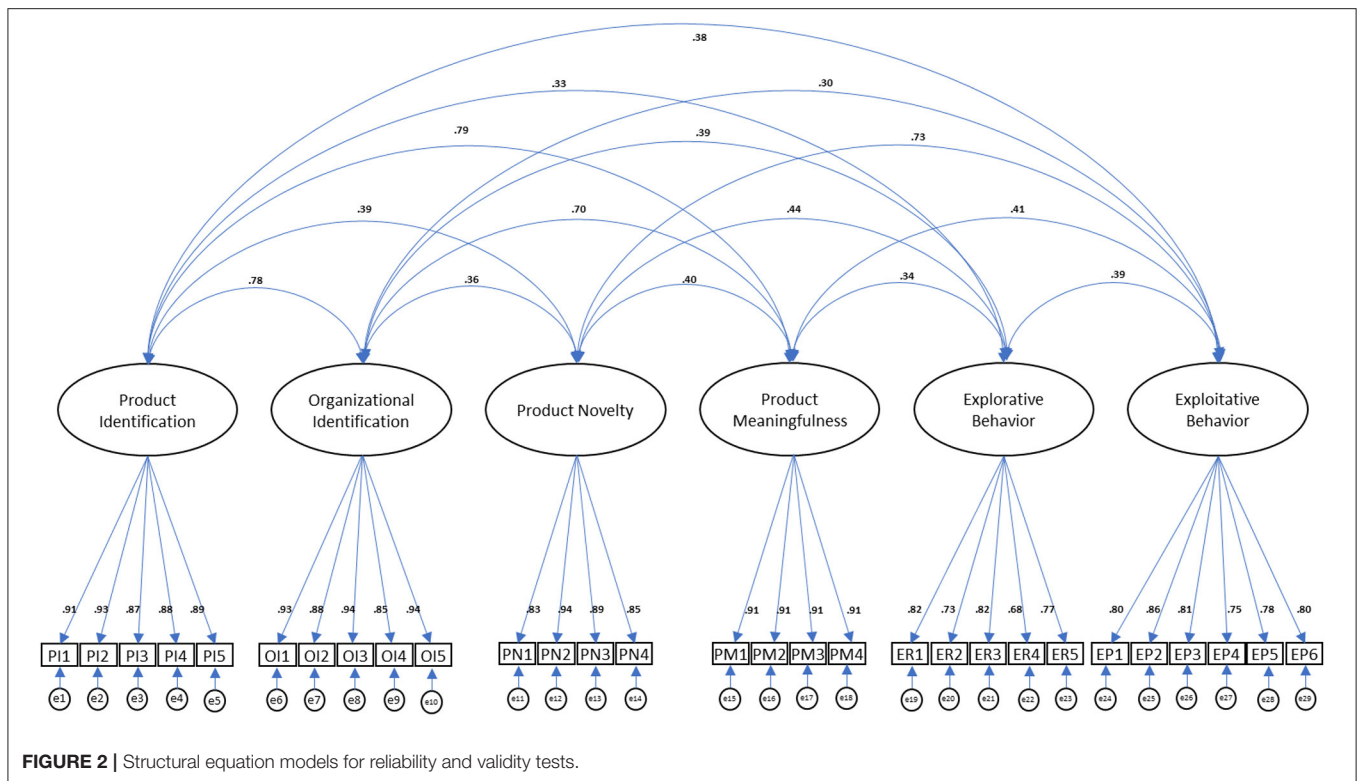 .38
.33
.30
.79
.39
.73
.39
.70
.44
.41
.78
.36
.40
.34
.39
Product
Identification
Organizational
Identification
Product Novelty
Product
Meaningfulness
Explorative
Behavior
Exploitative
Behavior
.91 .93 .87 .88 .89
.93 .88 .94 .85 .94
.83 .94 .89 .85
.91 .91 .91 .91
.82 .73 .82 .68 .77
.80 .86 .81 .75 .78 .80
PI1 PI2 PI3 PI4 PI5
OI1 OI2 OI3 OI4 OI5
PN1 PN2 PN3 PN4
PM1 PM2 PM3 PM4
ER1 ER2 ER3 ER4 ER5
EP1 EP2 EP3 EP4 EP5 EP6
e1 e2 e3 e4 e5
e6 e7 e8 e9 e10
e11 e12 e13 e14
e15 e16 e17 e18
e19 e20 e21 e22 e23
e24 e25 e26 e27 e28 e29
FIGURE 2 | Structural equation models for reliability and validity tests.